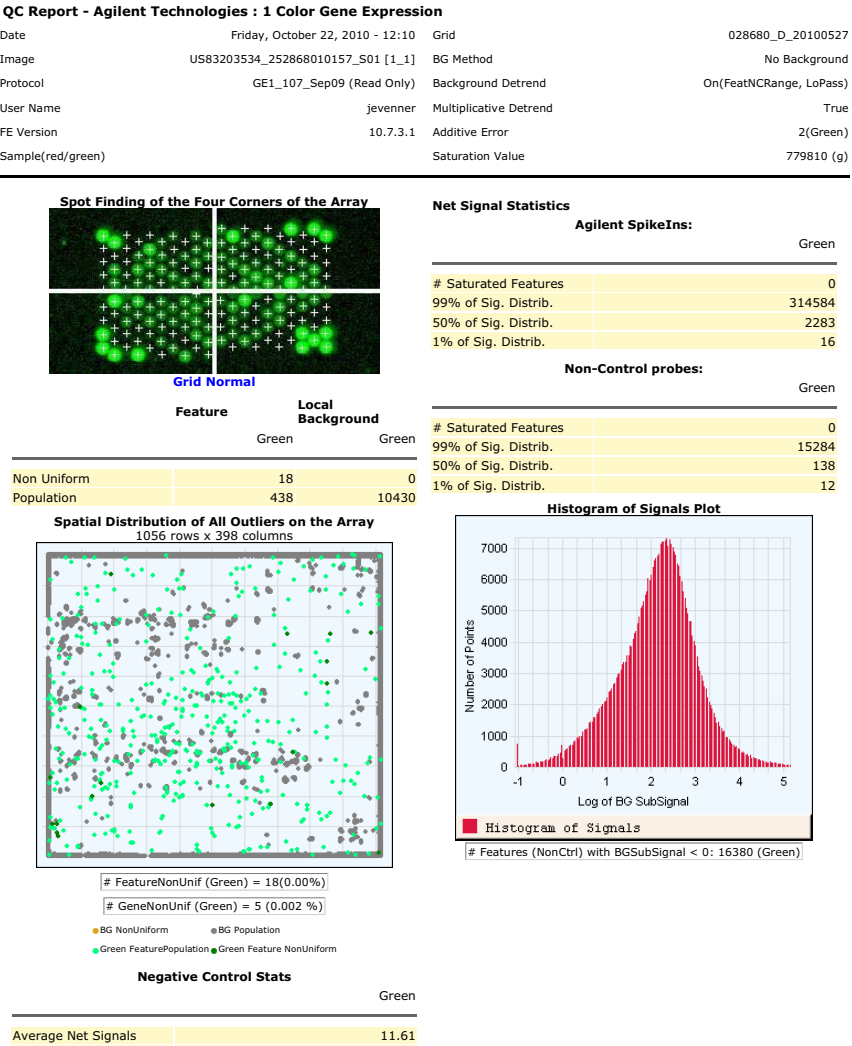 QC Report - Agilent Technologies : 1 Color Gene Expression
Date Friday, October 22, 2010 - 12:10 Grid 028680_D_20100527
Image US83203534_252868010157_S01 [1_1] BG Method No Background
Protocol GE1_107_Sep09 (Read Only) Background Detrend On(FeatNCRange, LoPass)
User Name jevenner Multiplicative Detrend True
FE Version 10.7.3.1 Additive Error 2(Green)
Sample(red/green) Saturation Value 779810 (g)
Spot Finding of the Four Corners of the Array
Grid Normal
Feature Local Background
Green Green
Non Uniform 18 0
Population 438 10430
Spatial Distribution of All Outliers on the Array
1056 rows x 398 columns
# FeatureNonUnif (Green) = 18(0.00%)
# GeneNonUnif (Green) = 5 (0.002 %)
BG NonUniform BG Population
Green FeaturePopulation Green Feature NonUniform
Negative Control Stats
Green
Average Net Signals 11.61
Net Signal Statistics
Agilent SpikeIns:
Green
# Saturated Features 0
99% of Sig. Distrib. 314584
50% of Sig. Distrib. 2283
1% of Sig. Distrib. 16
Non-Control probes:
Green
# Saturated Features 0
99% of Sig. Distrib. 15284
50% of Sig. Distrib. 138
1% of Sig. Distrib. 12
Histogram of Signals Plot
Number of Points
7000
6000
5000
4000
3000
2000
1000
0
-1 0 1 2 3 4 5
Log of BG SubSignal
Histogram of Signals
# Features (NonCtrl) with BGSubSignal < 0: 16380 (Green)